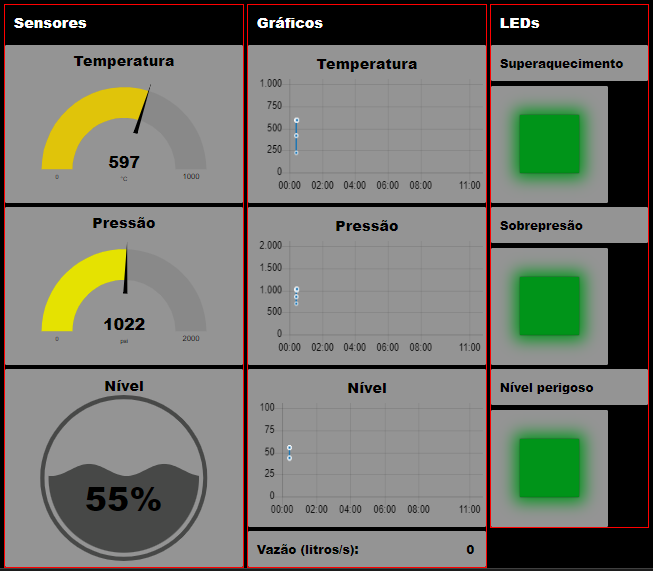 Sensores
Temperatura
597
°C
0
1000
Pressão
1022
psi
0
2000
Nível
55%
Gráficos
Temperatura
1.000
750
500
250
0
00:00 02:00 04:00 06:00 08:00 11:00
Pressão
2.000
1.500
1.000
500
0
00:00 02:00 04:00 06:00 08:00 11:00
Nível
100
75
50
25
0
00:00 02:00 04:00 06:00 08:00 11:00
Vazão (litros/s): 0
LEDs
Superaquecimento
Sobrepresão
Nível perigoso